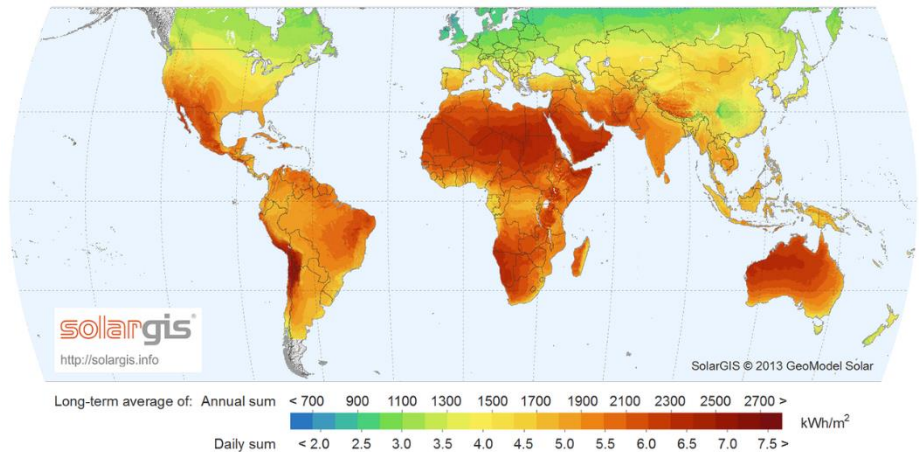 solargis®
http://solargis.info
SolarGIS © 2013 GeoModel Solar
Long-term average of: Annual sum < 700 900 1100 1300 1500 1700 1900 2100 2300 2500 2700 >
kWh/m²
Daily sum < 2.0 2.5 3.0 3.5 4.0 4.5 5.0 5.5 6.0 6.5 7.0 7.5 >